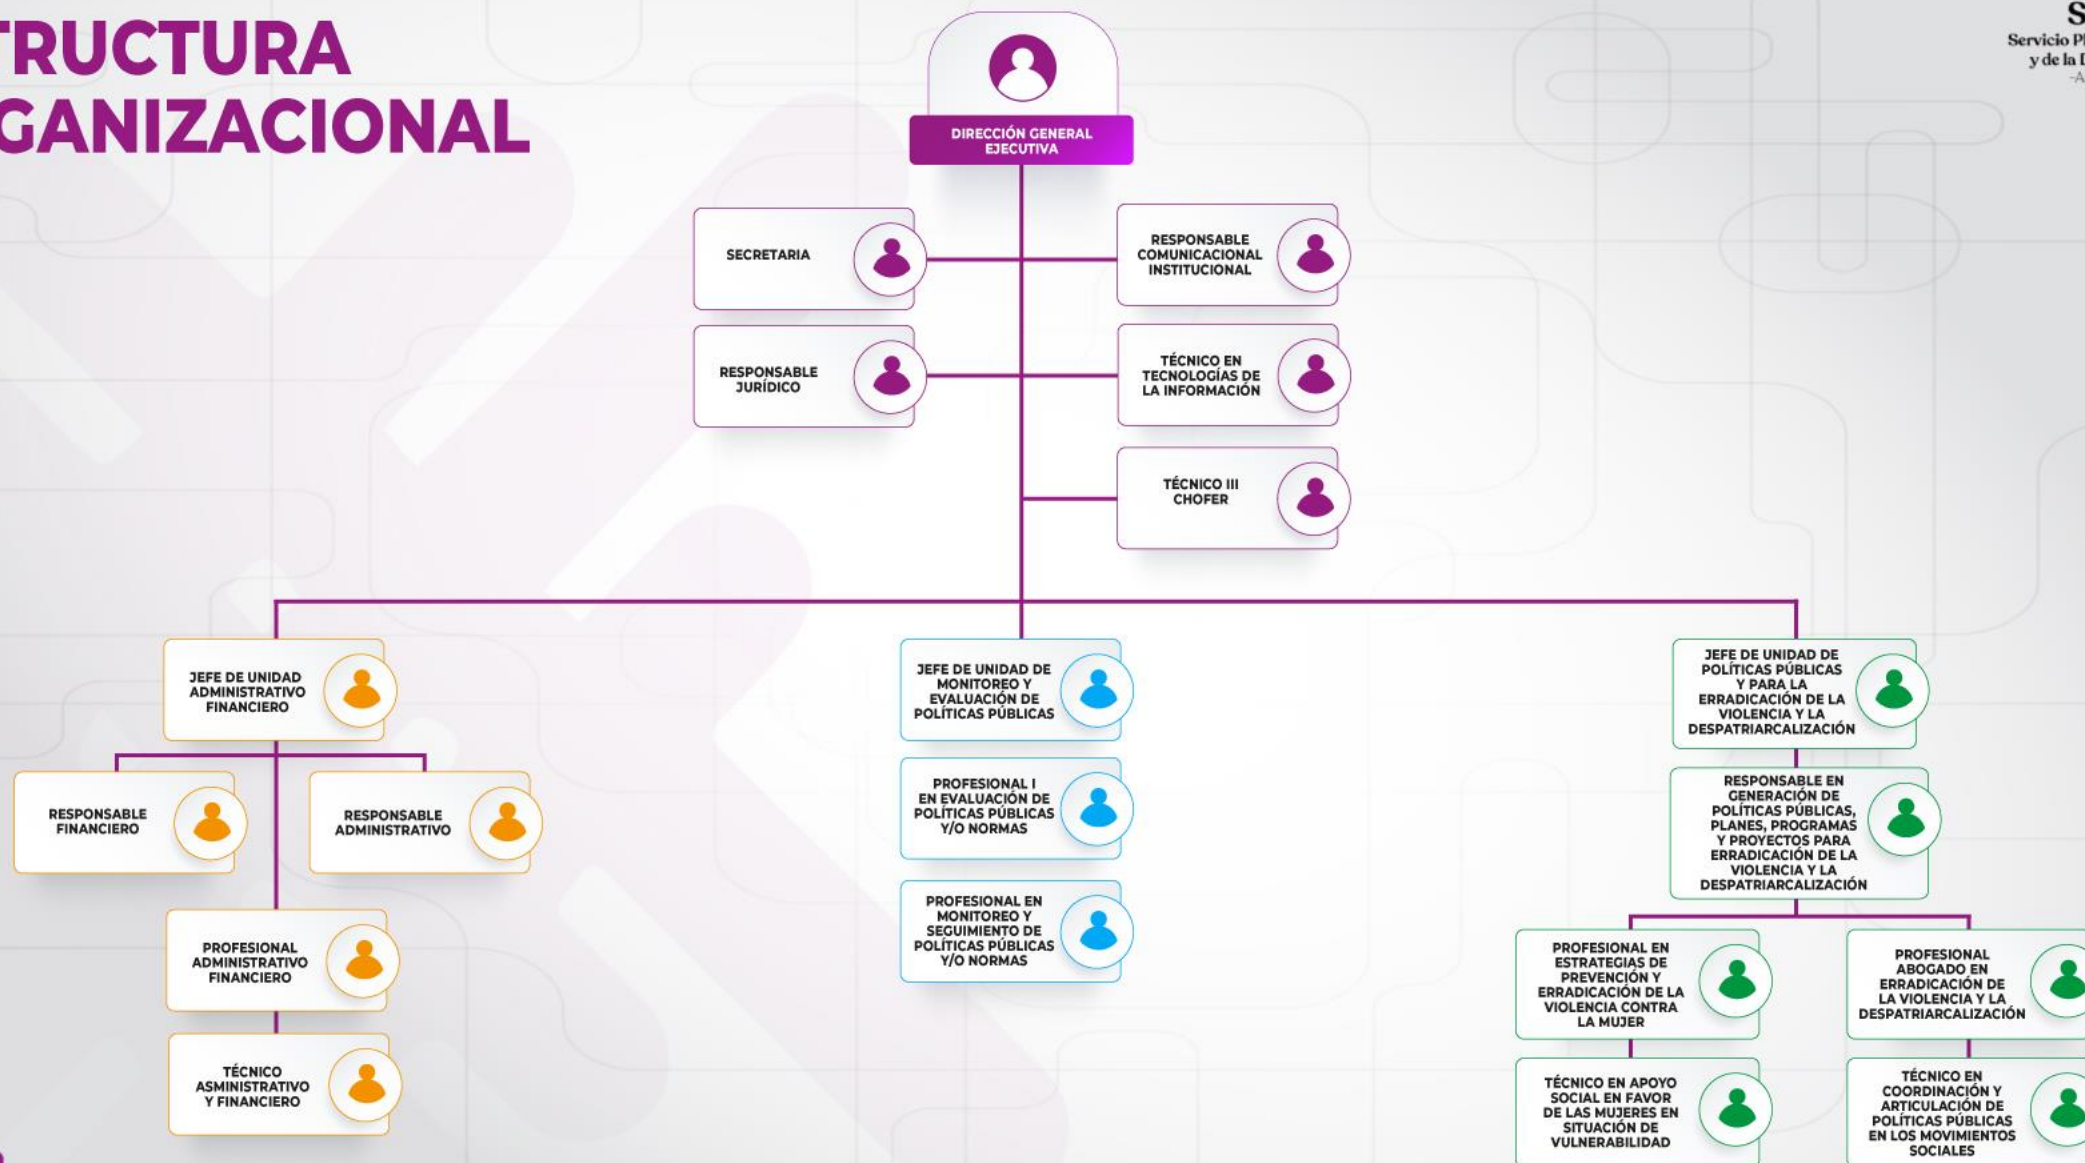 TRUCTURA
GANIZACIONAL
S
Servicio Pl
y de la D
-A
DIRECCIÓN GENERAL
EJECUTIVA
SECRETARIA
RESPONSABLE
COMUNICACIONAL
INSTITUCIONAL
RESPONSABLE
JURÍDICO
TÉCNICO EN
TECNOLOGÍAS DE
LA INFORMACIÓN
TÉCNICO III
CHOFER
JEFE DE UNIDAD
ADMINISTRATIVO
FINANCIERO
RESPONSABLE
FINANCIERO
RESPONSABLE
ADMINISTRATIVO
PROFESIONAL
ADMINISTRATIVO
FINANCIERO
TÉCNICO
ASMINISTRATIVO
Y FINANCIERO
JEFE DE UNIDAD DE
MONITOREO Y
EVALUACIÓN DE
POLÍTICAS PÚBLICAS
PROFESIONAL I
EN EVALUACIÓN DE
POLÍTICAS PÚBLICAS
Y/O NORMAS
PROFESIONAL EN
MONITOREO Y
SEGUIMIENTO DE
POLÍTICAS PÚBLICAS
Y/O NORMAS
JEFE DE UNIDAD DE
POLÍTICAS PÚBLICAS
Y PARA LA
ERRADICACIÓN DE LA
VIOLENCIA Y LA
DESPATRIARCALIZACIÓN
RESPONSABLE EN
GENERACIÓN DE
POLÍTICAS PÚBLICAS,
PLANES, PROGRAMAS
Y PROYECTOS PARA
ERRADICACIÓN DE LA
VIOLENCIA Y LA
DESPATRIARCALIZACIÓN
PROFESIONAL EN
ESTRATEGIAS DE
PREVENCIÓN Y
ERRADICACIÓN DE LA
VIOLENCIA CONTRA
LA MUJER
PROFESIONAL
ABOGADO EN
ERRADICACIÓN DE
LA VIOLENCIA Y LA
DESPATRIARCALIZACIÓN
TÉCNICO EN APOYO
SOCIAL EN FAVOR
DE LAS MUJERES EN
SITUACIÓN DE
VULNERABILIDAD
TÉCNICO EN
COORDINACIÓN Y
ARTICULACIÓN DE
POLÍTICAS PÚBLICAS
EN LOS MOVIMIENTOS
SOCIALES